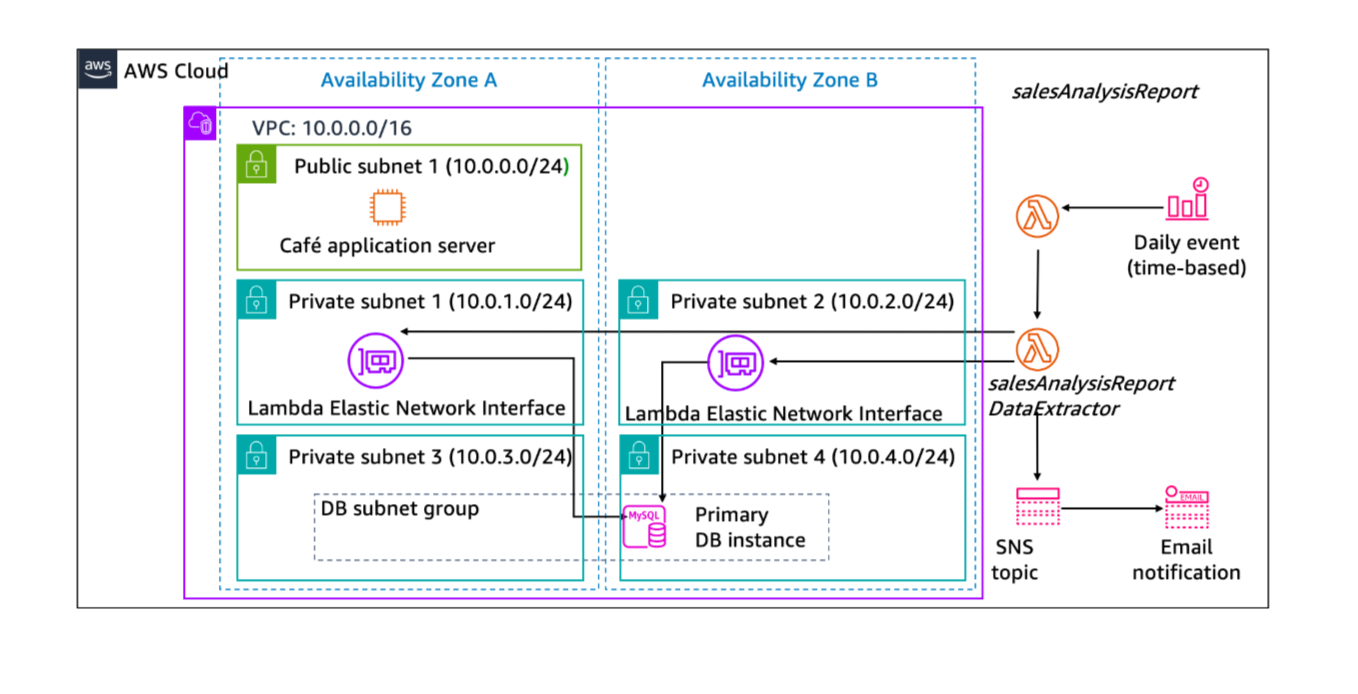 aws
AWS Cloud
Availability Zone A
Availability Zone B
salesAnalysisReport
VPC: 10.0.0.0/16
Public subnet 1 (10.0.0.0/24)
Café application server
Daily event
(time-based)
Private subnet 1 (10.0.1.0/24)
Private subnet 2 (10.0.2.0/24)
Lambda Elastic Network Interface
Lambda Elastic Network Interface
salesAnalysisReport
DataExtractor
Private subnet 3 (10.0.3.0/24)
Private subnet 4 (10.0.4.0/24)
DB subnet group
MySQL
Primary
DB instance
EMAIL
SNS
topic
Email
notification